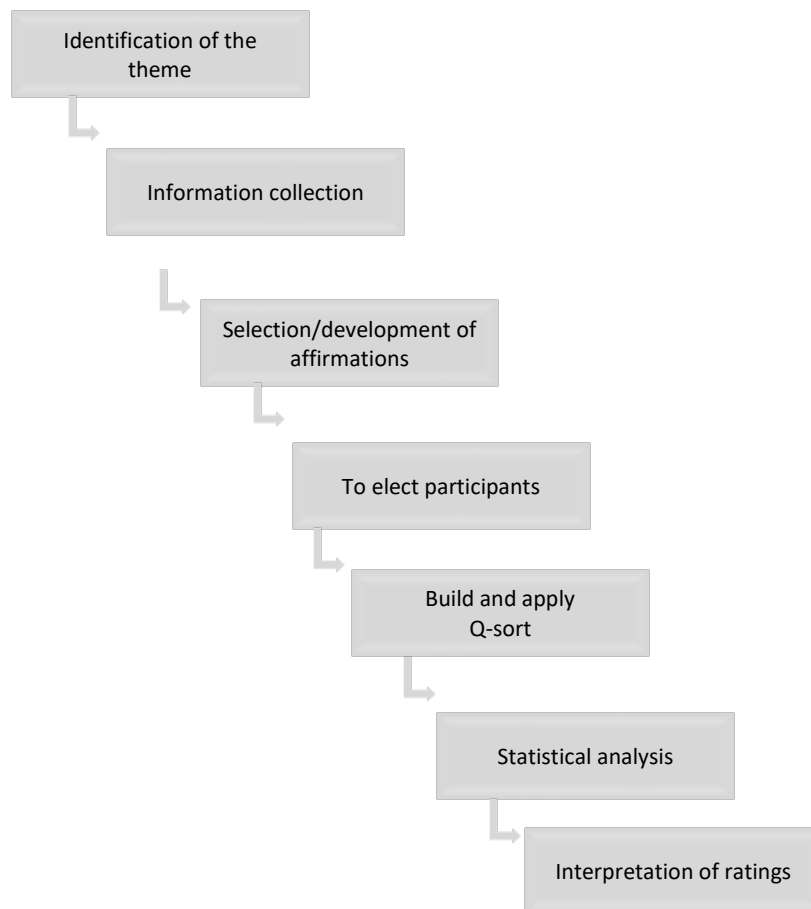 Identification of the
theme
Information collection
Selection/development of
affirmations
To elect participants
Build and apply
Q-sort
Statistical analysis
Interpretation of ratings